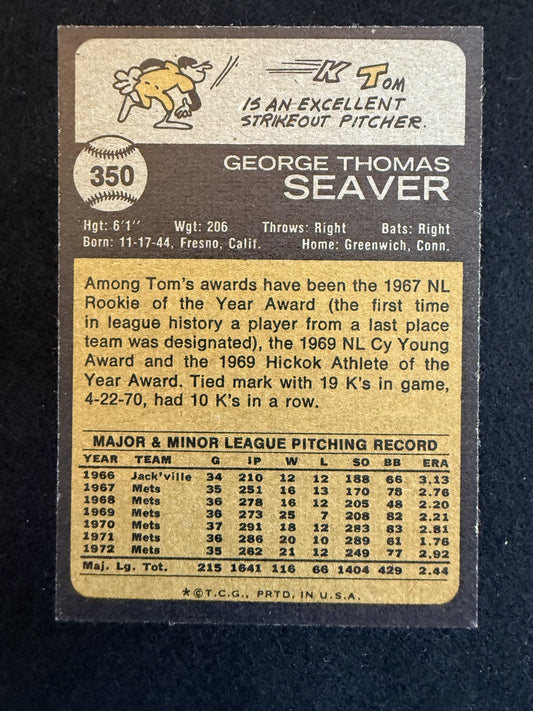 K Tom
IS AN EXCELLENT
STRIKEOUT PITCHER.
350
GEORGE THOMAS
SEAVER
Hgt: 6'1" Wgt: 206 Throws: Right Bats: Right
Born: 11-17-44, Fresno, Calif. Home: Greenwich, Conn.
Among Tom's awards have been the 1967 NL
Rookie of the Year Award (the first time
in league history a player from a last place
team was designated), the 1969 NL Cy Young
Award and the 1969 Hickok Athlete of the
Year Award. Tied mark with 19 K's in game,
4-22-70, had 10 K's in a row.
MAJOR & MINOR LEAGUE PITCHING RECORD
YEAR TEAM G IP W L SO BB ERA
1966 Jack'ville 34 210 12 12 188 66 3.13
1967 Mets 35 251 16 13 170 78 2.76
1968 Mets 36 278 16 12 205 48 2.20
1969 Mets 36 273 25 7 208 82 2.21
1970 Mets 37 291 18 12 283 83 2.81
1971 Mets 36 286 20 10 289 61 1.76
1972 Mets 35 262 21 12 249 77 2.92
Maj. Lg. Tot. 215 1641 116 66 1404 429 2.44
*©T.C.G., PRTD. IN U.S.A.